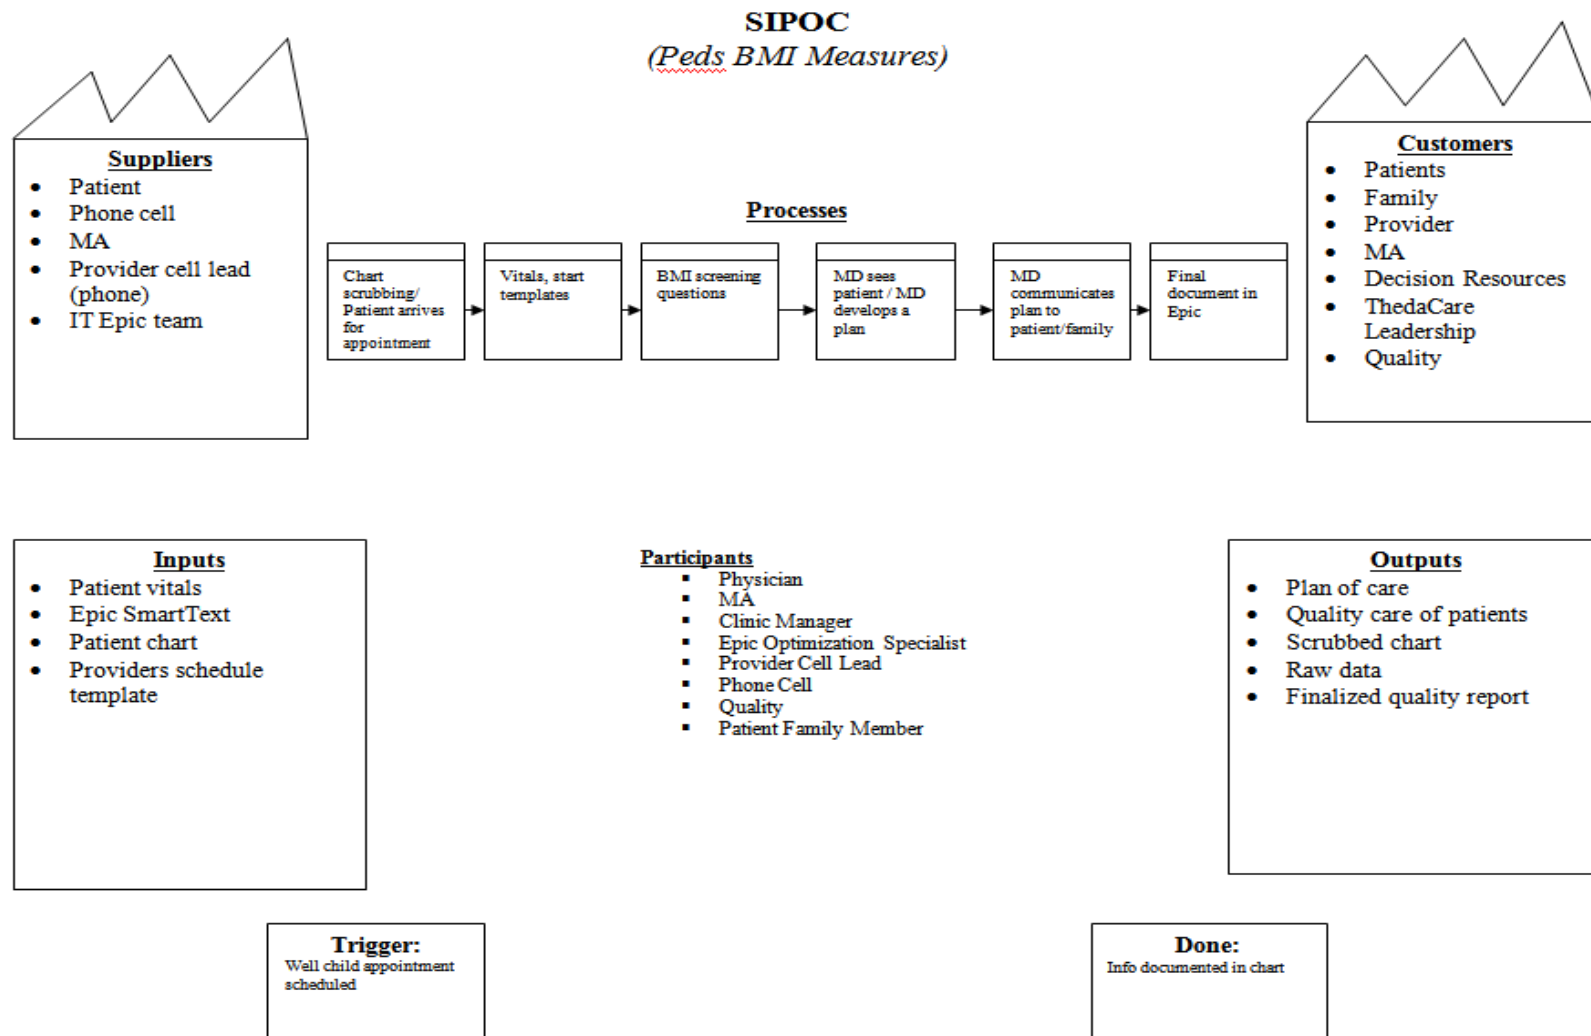 SIPOC
(Peds BMI Measures)
Suppliers
• Patient
• Phone cell
• MA
• Provider cell lead
(phone)
• IT Epic team
Processes
Chart
scrubbing/
Patient arrives
for
appointment
Vitals, start
templates
BMI screening
questions
MD sees
patient / MD
develops a
plan
MD
communicates
plan to
patient/family
Final
document in
Epic
Customers
• Patients
• Family
• Provider
• MA
• Decision Resources
• ThedaCare
Leadership
• Quality
Inputs
• Patient vitals
• Epic SmartText
• Patient chart
• Providers schedule
template
Participants
▪ Physician
▪ MA
▪ Clinic Manager
▪ Epic Optimization Specialist
▪ Provider Cell Lead
▪ Phone Cell
▪ Quality
▪ Patient Family Member
Outputs
• Plan of care
• Quality care of patients
• Scrubbed chart
• Raw data
• Finalized quality report
Trigger:
Well child appointment
scheduled
Done:
Info documented in chart